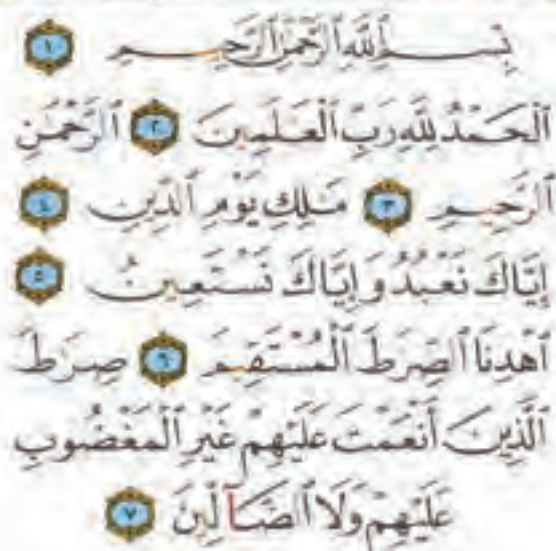 بِسْمِ ٱللَّهِ ٱلرَّحْمَٰنِ ٱلرَّحِيمِ ١
ٱلْحَمْدُ لِلَّهِ رَبِّ ٱلْعَٰلَمِينَ ٢ ٱلرَّحْمَٰنِ
ٱلرَّحِيمِ ٣ مَٰلِكِ يَوْمِ ٱلدِّينِ ٤
إِيَّاكَ نَعْبُدُ وَإِيَّاكَ نَسْتَعِينُ ٥
ٱهْدِنَا ٱلصِّرَٰطَ ٱلْمُسْتَقِيمَ ٦ صِرَٰطَ
ٱلَّذِينَ أَنْعَمْتَ عَلَيْهِمْ غَيْرِ ٱلْمَغْضُوبِ
عَلَيْهِمْ وَلَا ٱلضَّآلِّينَ ٧